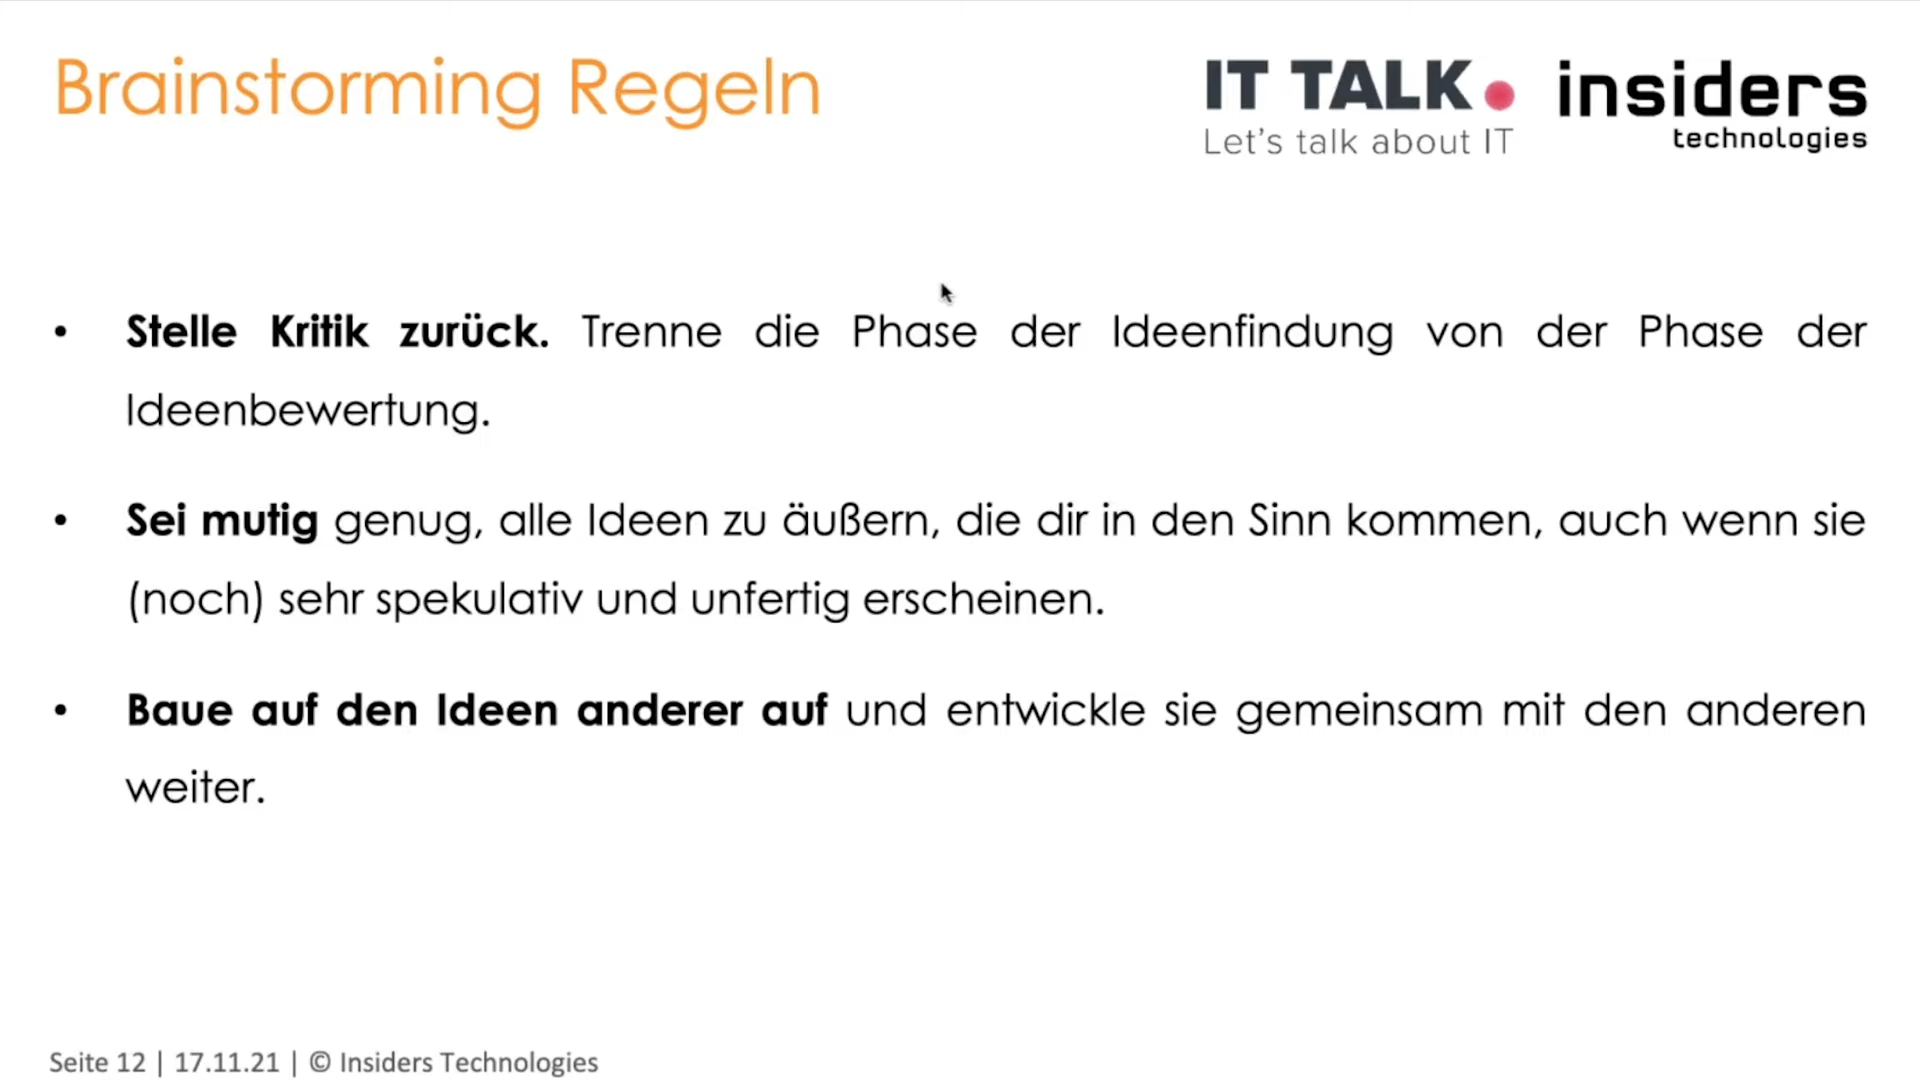 Brainstorming Regeln
IT TALK.
Let's talk about IT
insiders
technologies
• Stelle Kritik zurück. Trenne die Phase der Ideenfindung von der Phase der
Ideenbewertung.
• Sei mutig genug, alle Ideen zu äußern, die dir in den Sinn kommen, auch wenn sie
(noch) sehr spekulativ und unfertig erscheinen.
• Baue auf den Ideen anderer auf und entwickle sie gemeinsam mit den anderen
weiter.
Seite 12 | 17.11.21 | © Insiders Technologies